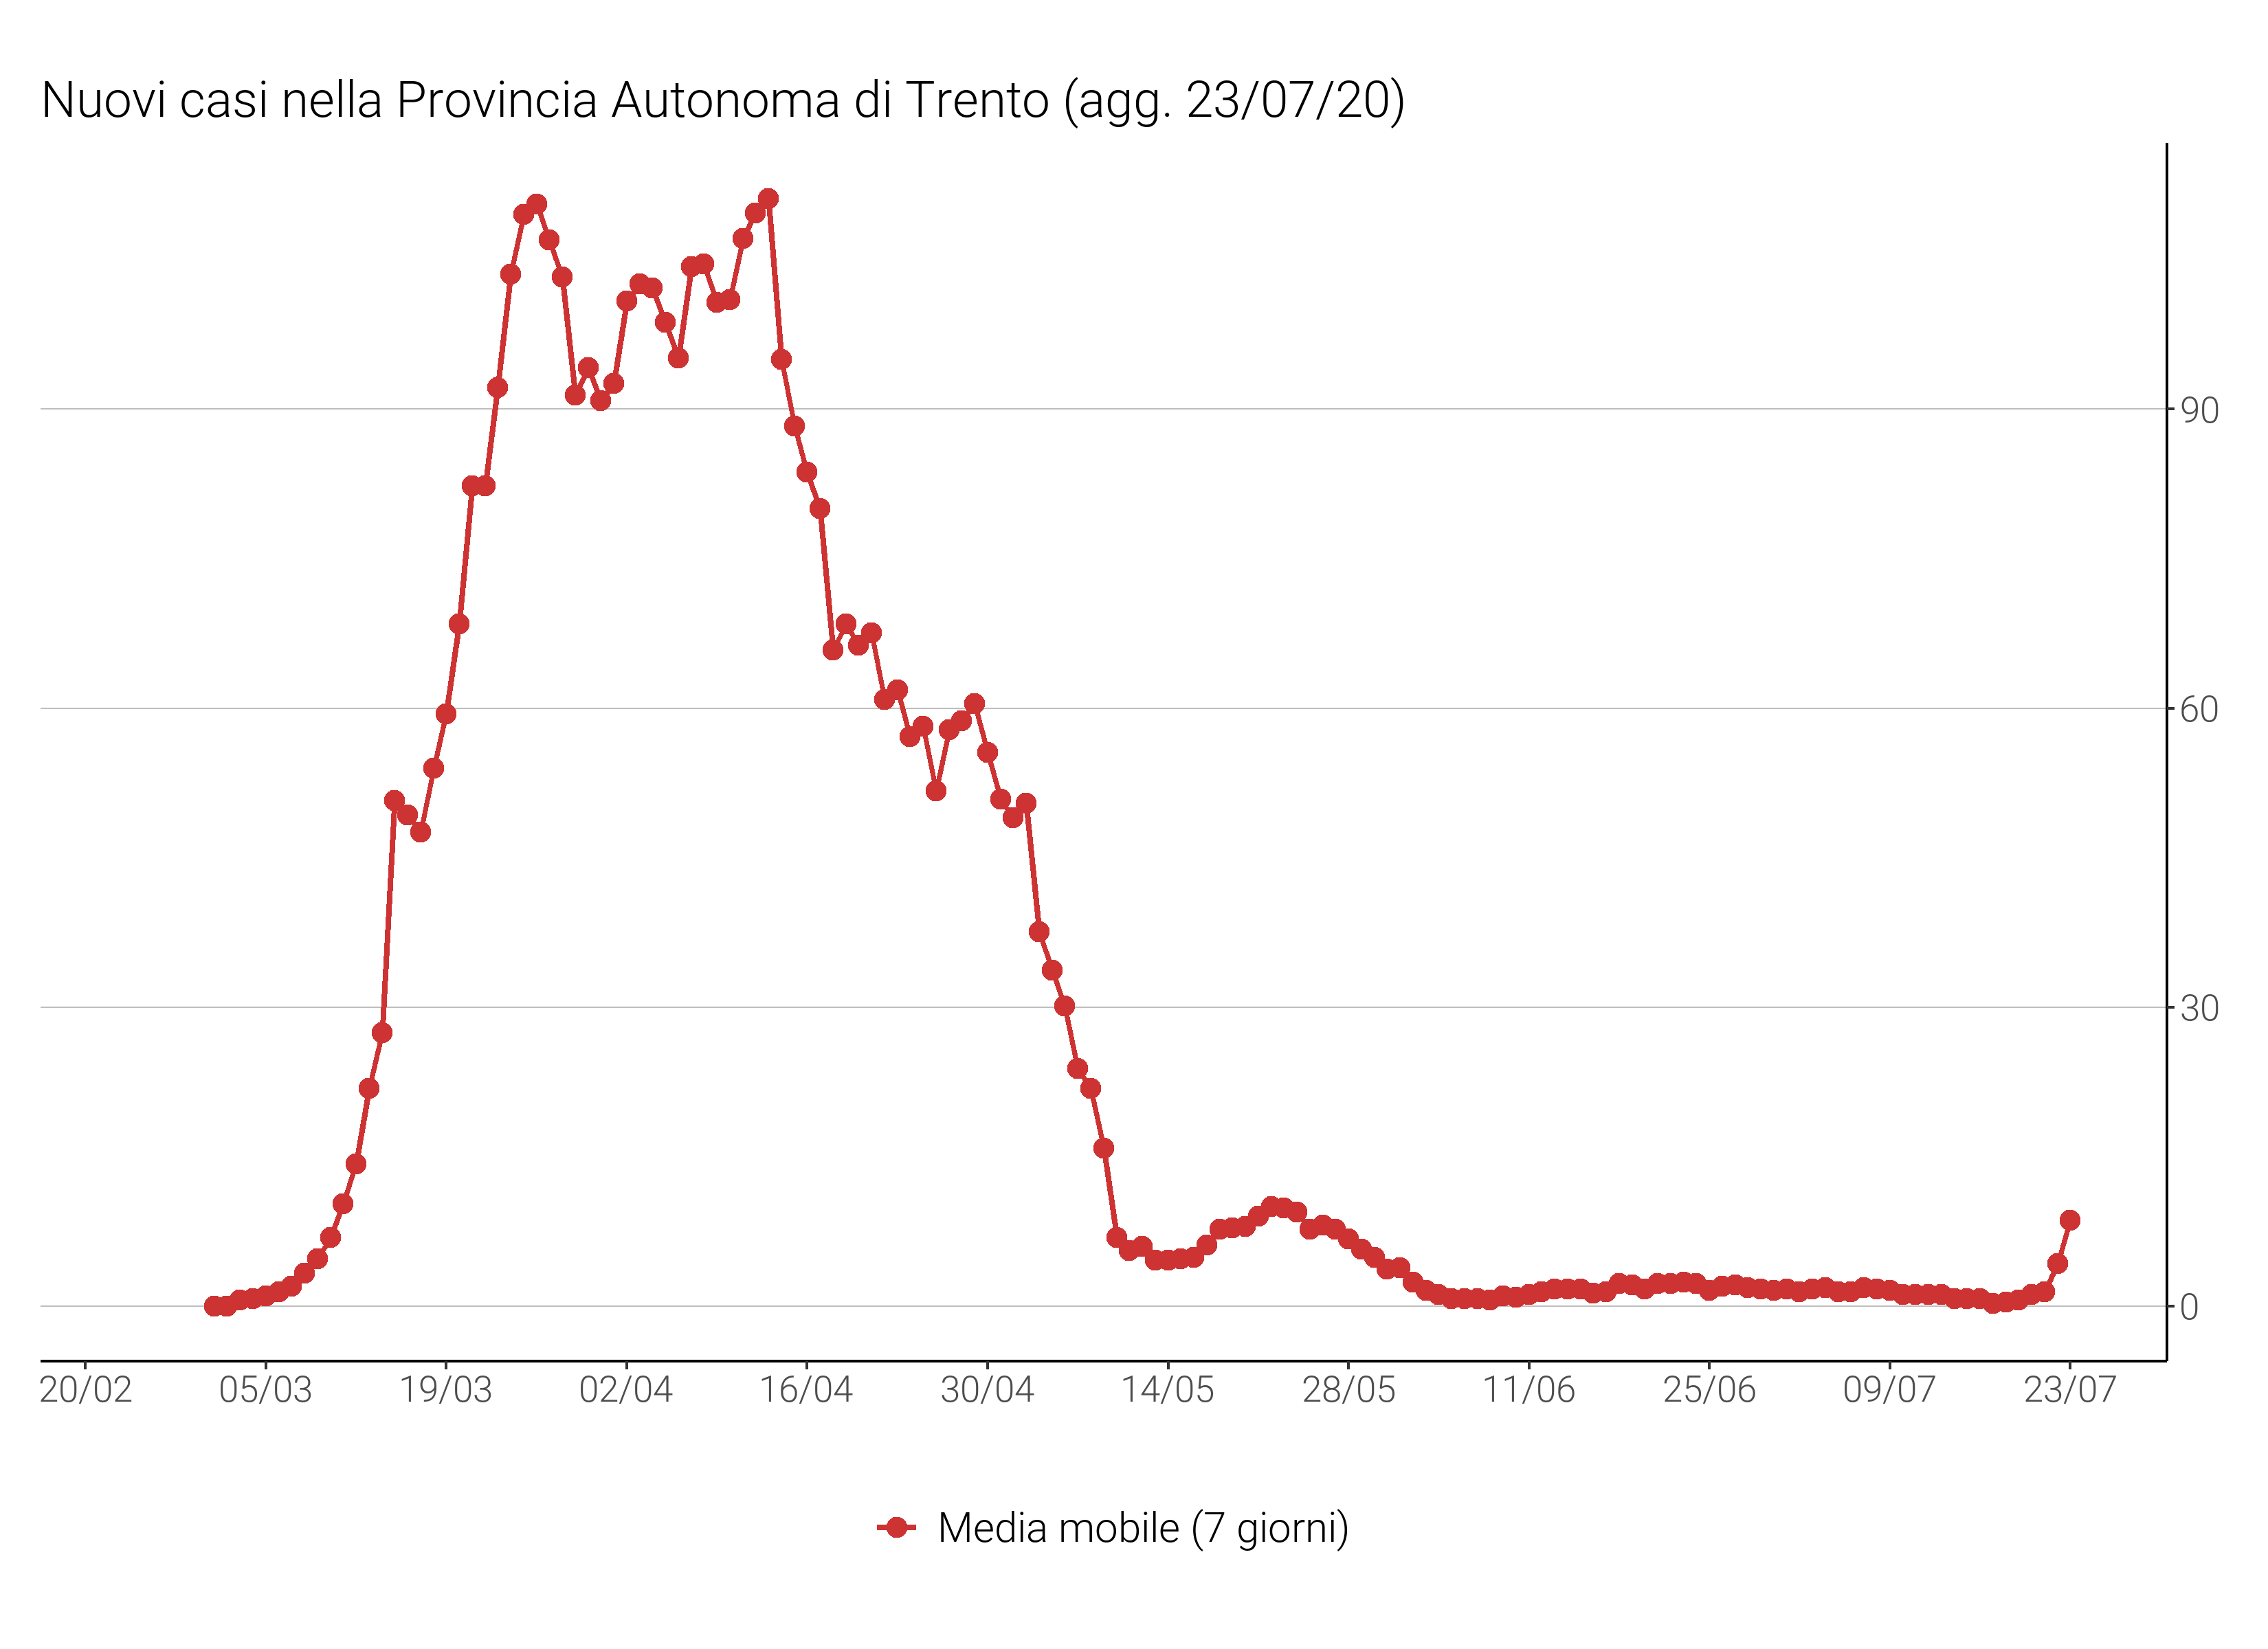 Nuovi casi nella Provincia Autonoma di Trento (agg. 23/07/20)
90
60
30
0
20/02 05/03 19/03 02/04 16/04 30/04 14/05 28/05 11/06 25/06 09/07 23/07
Media mobile (7 giorni)